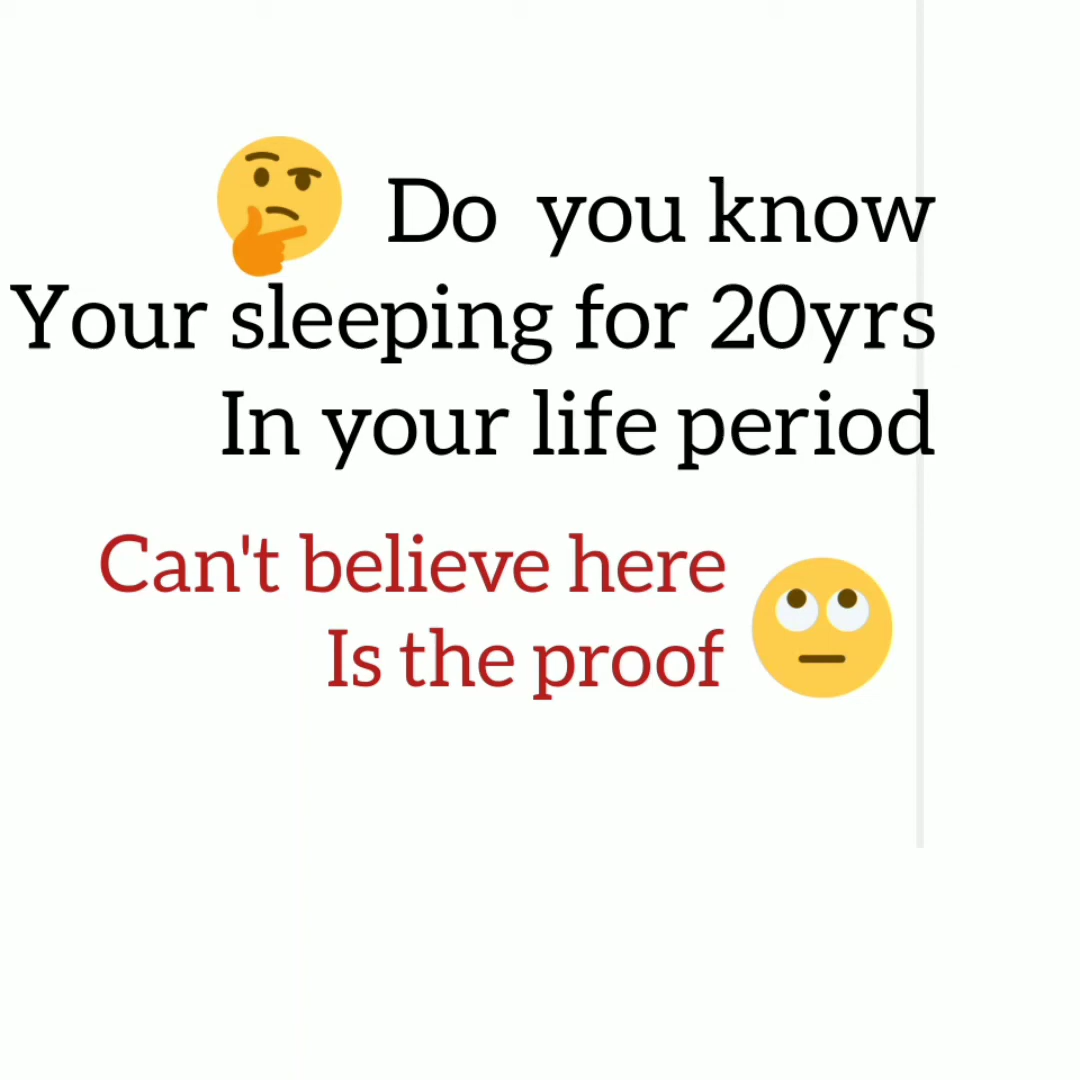 Do you know
Your sleeping for 20yrs
In your life period
Can't believe here
Is the proof